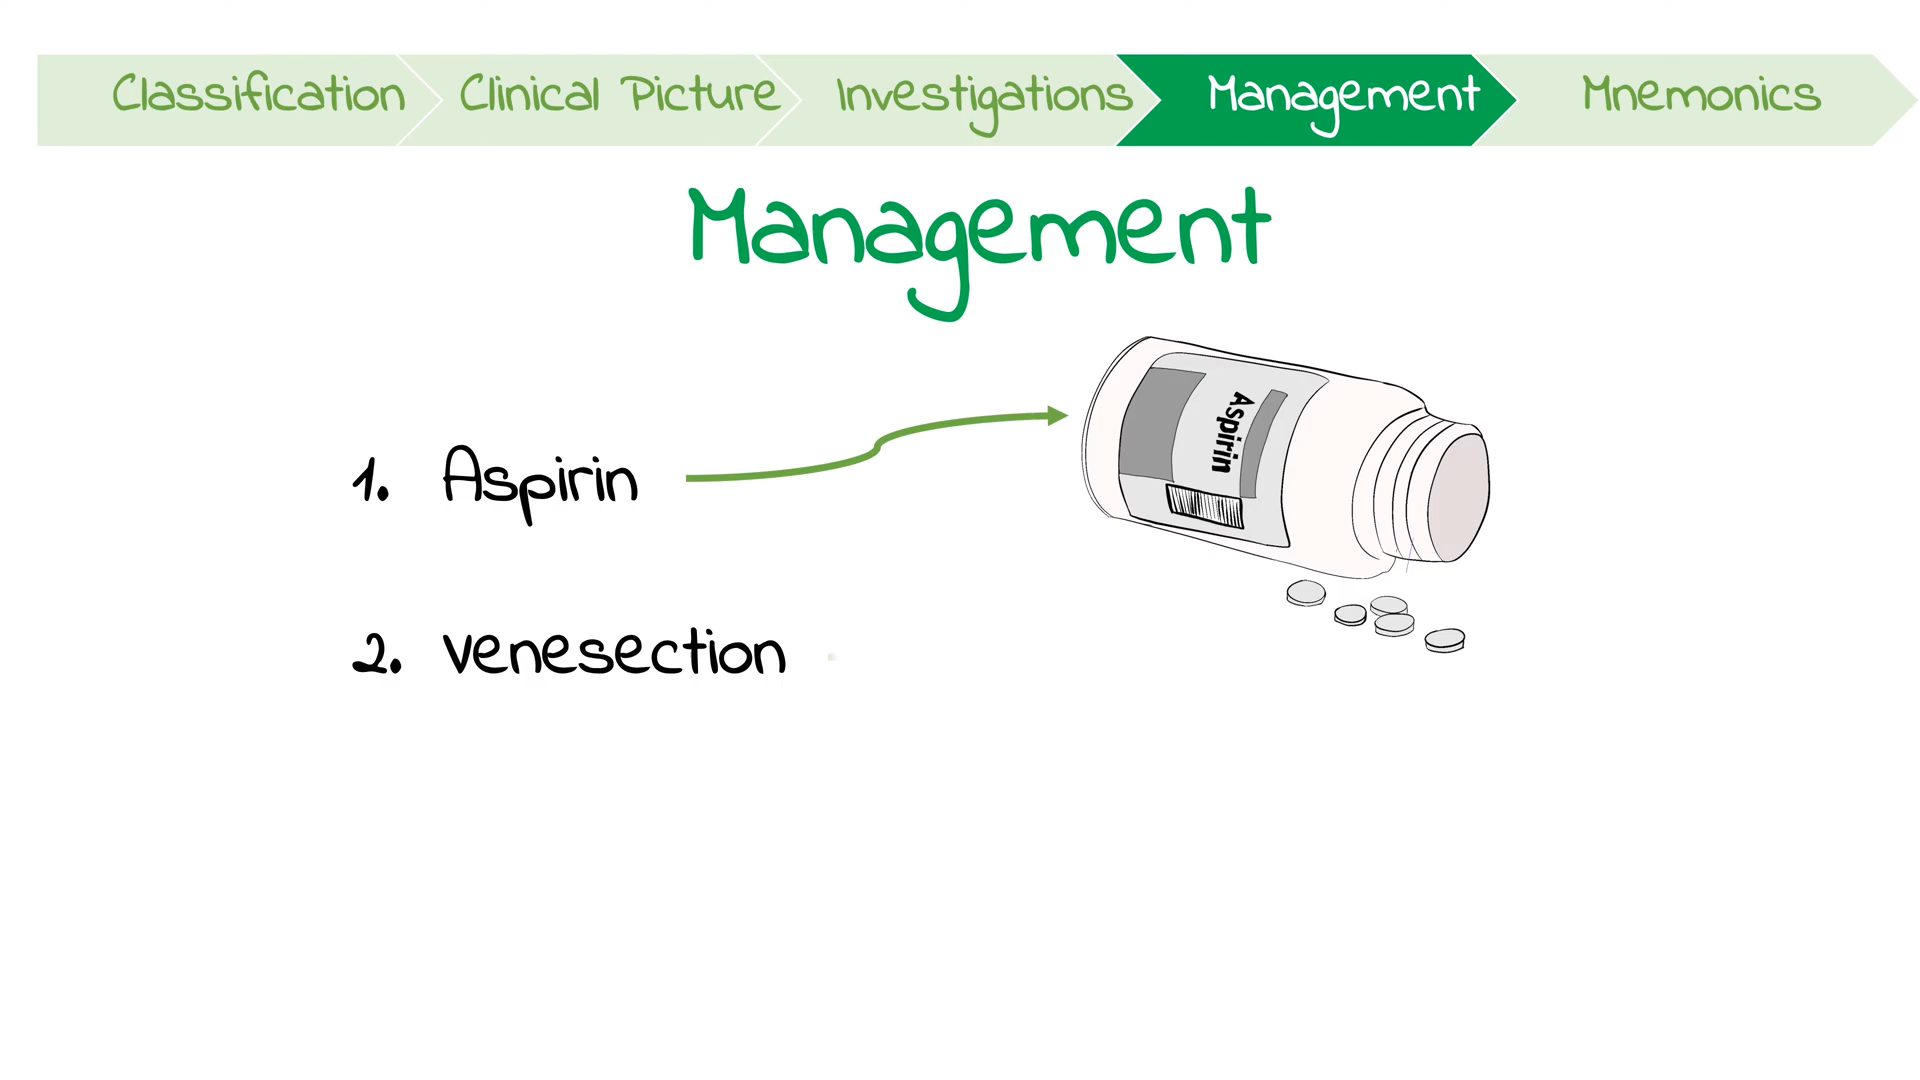 Classification Clinical Picture Investigations Management Mnemonics
Management
Aspirin
1. Aspirin
2. Venesection